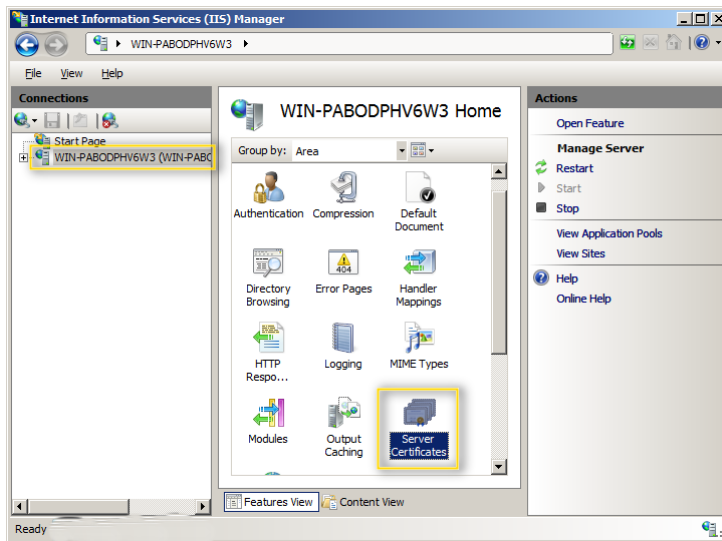 Internet Information Services (IIS) Manager
WIN-PABODPHV6W3
File View Help
Connections
Start Page
WIN-PABODPHV6W3 (WIN-PABO
WIN-PABODPHV6W3 Home
Group by: Area
Authentication
Compression
Default
Document
Directory
Browsing
Error Pages
404
Handler
Mappings
HTTP
Respo...
Logging
MIME Types
Modules
Output
Caching
Server
Certificates
Features View
Content View
Actions
Open Feature
Manage Server
Restart
Start
Stop
View Application Pools
View Sites
Help
Online Help
Ready